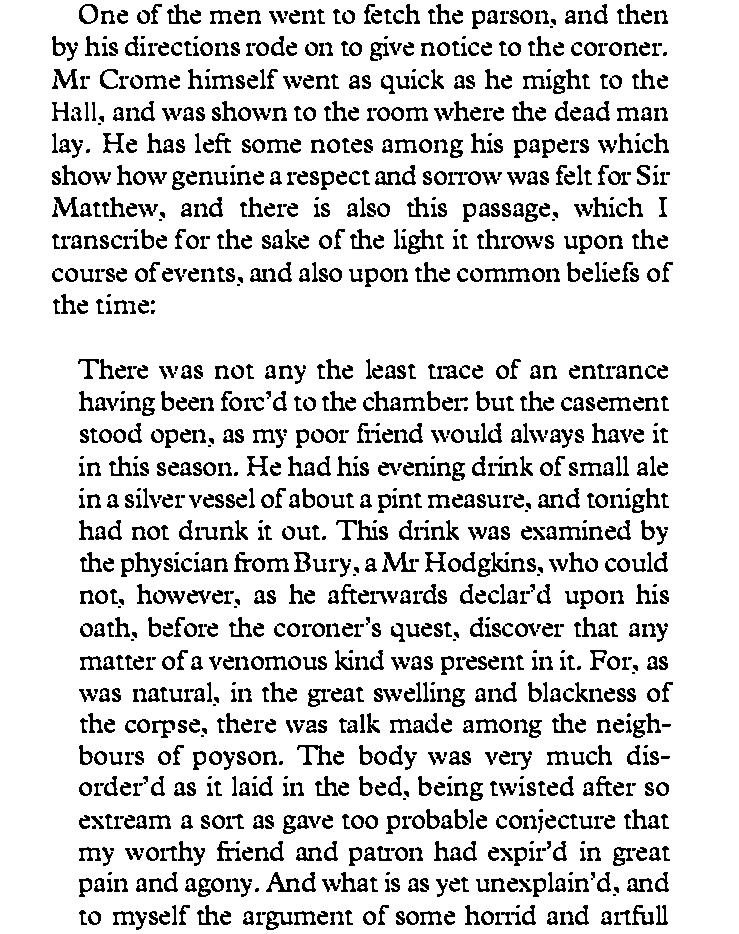 One of the men went to fetch the parson, and then
by his directions rode on to give notice to the coroner.
Mr Crome himself went as quick as he might to the
Hall, and was shown to the room where the dead man
lay. He has left some notes among his papers which
show how genuine a respect and sorrow was felt for Sir
Matthew, and there is also this passage, which I
transcribe for the sake of the light it throws upon the
course of events, and also upon the common beliefs of
the time:

There was not any the least trace of an entrance
having been forc'd to the chamber: but the casement
stood open, as my poor friend would always have it
in this season. He had his evening drink of small ale
in a silver vessel of about a pint measure, and tonight
had not drunk it out. This drink was examined by
the physician from Bury, a Mr Hodgkins, who could
not, however, as he afterwards declar'd upon his
oath, before the coroner's quest, discover that any
matter of a venomous kind was present in it. For, as
was natural, in the great swelling and blackness of
the corpse, there was talk made among the neigh-
bours of poyson. The body was very much dis-
order'd as it laid in the bed, being twisted after so
extream a sort as gave too probable conjecture that
my worthy friend and patron had expir'd in great
pain and agony. And what is as yet unexplain'd, and
to myself the argument of some horrid and artfull